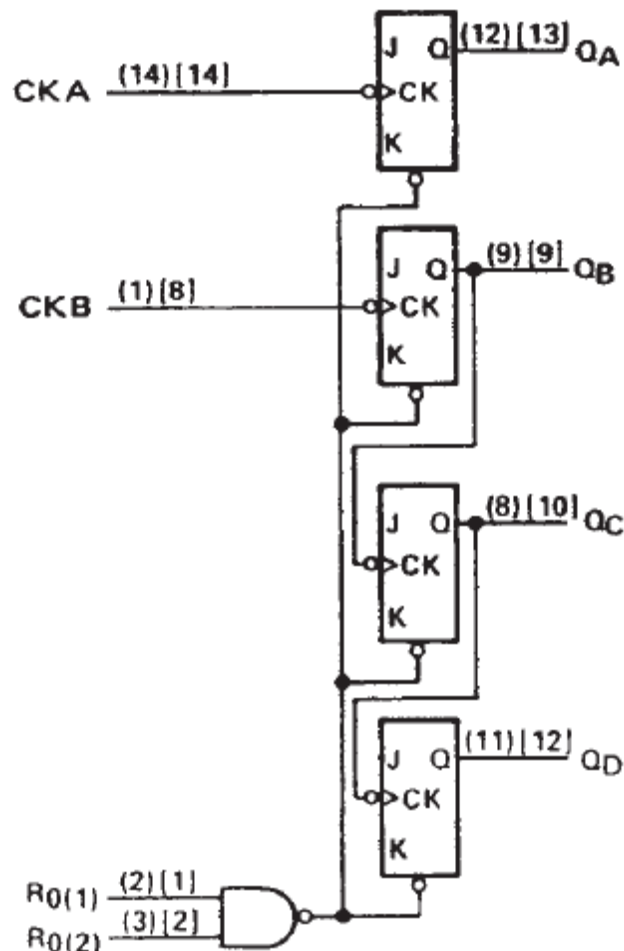 J Q (12)[13] QA
CKA (14)[14] CK
K
J Q (9)[9] QB
CKB (1)[8] CK
K
J Q (8)[10] QC
CK
K
J Q (11)[12] QD
CK
K
R0(1) (2)[1]
R0(2) (3)[2]